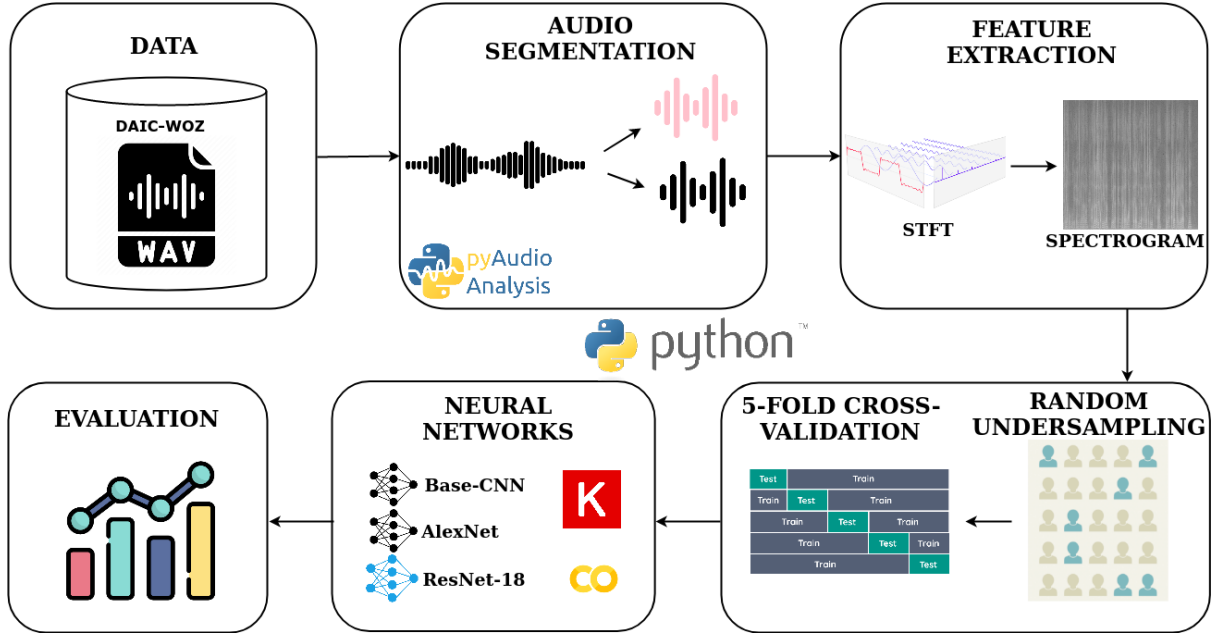 DATA
DAIC-WOZ
WAV
AUDIO
SEGMENTATION
pyAudio
Analysis
FEATURE
EXTRACTION
STFT
SPECTROGRAM
python™
EVALUATION
NEURAL
NETWORKS
Base-CNN
AlexNet
ResNet-18
K
CO
5-FOLD CROSS-
VALIDATION
Test Train
Train Test Train
Train Test Train
Train Test Train
Train Test
RANDOM
UNDERSAMPLING